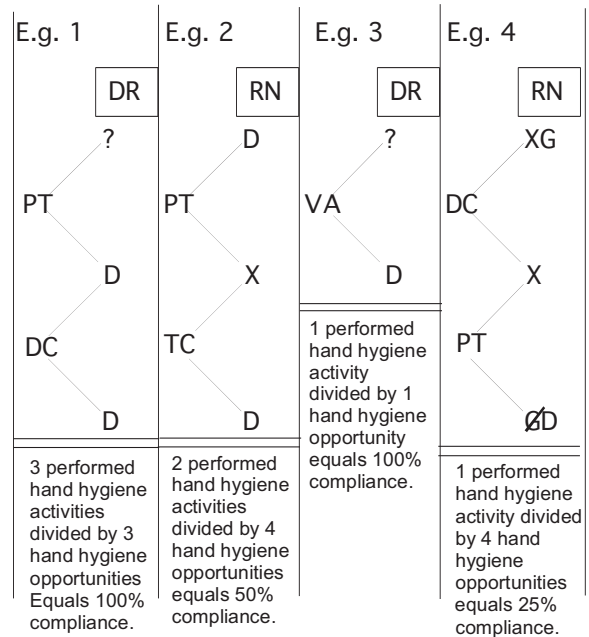 E.g. 1
DR
?
PT
D
DC
D
3 performed
hand hygiene
activities
divided by 3
hand hygiene
opportunities
Equals 100%
compliance.
E.g. 2
RN
D
PT
X
TC
D
2 performed
hand hygiene
activities
divided by 4
hand hygiene
opportunities
equals 50%
compliance.
E.g. 3
DR
?
VA
D
1 performed
hand hygiene
activity
divided by 1
hand hygiene
opportunity
equals 100%
compliance.
E.g. 4
RN
XG
DC
X
PT
GD
1 performed
hand hygiene
activity divided
by 4 hand
hygiene
opportunities
equals 25%
compliance.